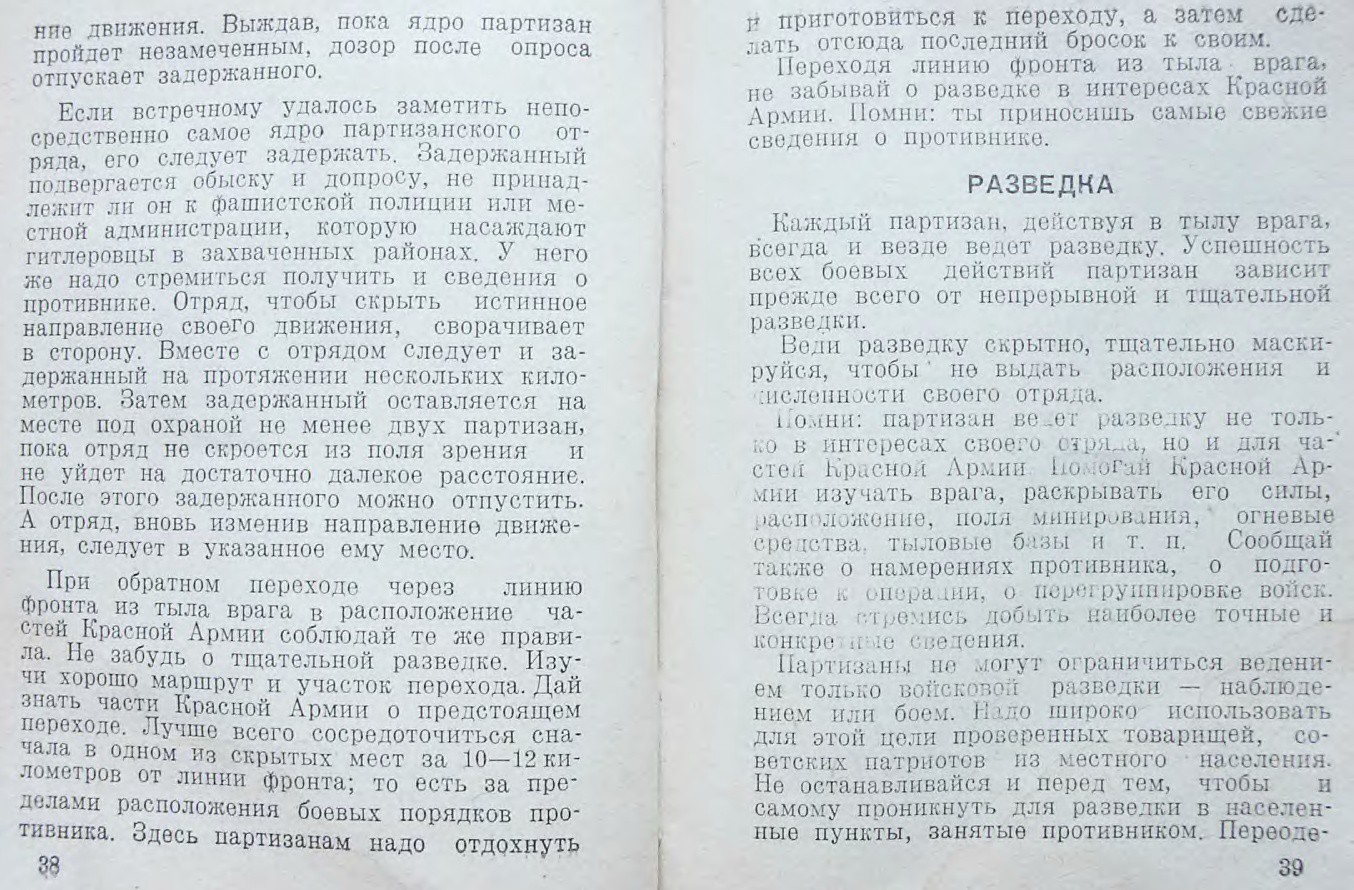 ние движения. Выждав, пока ядро партизан
пройдет незамеченным, дозор после опроса
отпускает задержанного.
Если встречному удалось заметить непо-
средственно самое ядро партизанского от-
ряда, его следует задержать. Задержанный
подвергается обыску и допросу, не принад-
лежит ли он к фашистской полиции или ме-
стной администрации, которую насаждают
гитлеровцы в захваченных районах. У него
же надо стремиться получить и сведения о
противнике. Отряд, чтобы скрыть истинное
направление своего движения, сворачивает
в сторону. Вместе с отрядом следует и за-
держанный на протяжении нескольких кило-
метров. Затем задержанный оставляется на
месте под охраной не менее двух партизан,
пока отряд не скроется из поля зрения и
не уйдет на достаточно далекое расстояние.
После этого задержанного можно отпустить.
А отряд, вновь изменив направление движе-
ния, следует в указанное ему место.
При обратном переходе через линию
фронта из тыла врага в расположение ча-
стей Красной Армии соблюдай те же прави-
ла. Не забудь о тщательной разведке. Изу-
чи хорошо маршрут и участок перехода. Дай
знать части Красной Армии о предстоящем
переходе. Лучше всего сосредоточиться сна-
чала в одном из скрытых мест за 10—12 ки-
лометров от линии фронта; то есть за пре-
делами расположения боевых порядков про-
тивника. Здесь партизанам надо отдохнуть
38
и приготовиться к переходу, а затем сде-
лать отсюда последний бросок к своим.
Переходя линию фронта из тыла врага,
не забывай о разведке в интересах Красной
Армии. Помни: ты приносишь самые свежие
сведения о противнике.
РАЗВЕДКА
Каждый партизан, действуя в тылу врага,
всегда и везде ведет разведку. Успешность
всех боевых действий партизан зависит
прежде всего от непрерывной и тщательной
разведки.
Веди разведку скрытно, тщательно маски-
руйся, чтобы не выдать расположения и
численности своего отряда.
Помни: партизан ведет разведку не толь-
ко в интересах своего отряда, но и для ча-
стей Красной Армии. Помогай Красной Ар-
мии изучать врага, раскрывать его силы,
расположение, поля минирования, огневые
средства, тыловые базы и т. п. Сообщай
также о намерениях противника, о подго-
товке к операции, о перегруппировке войск.
Всегда стремись добыть наиболее точные и
конкретные сведения.
Партизаны не могут ограничиться ведени-
ем только войсковой разведки — наблюде-
нием или боем. Надо широко использовать
для этой цели проверенных товарищей, со-
ветских патриотов из местного населения.
Не останавливайся и перед тем, чтобы и
самому проникнуть для разведки в населен-
ные пункты, занятые противником. Переоде-
39